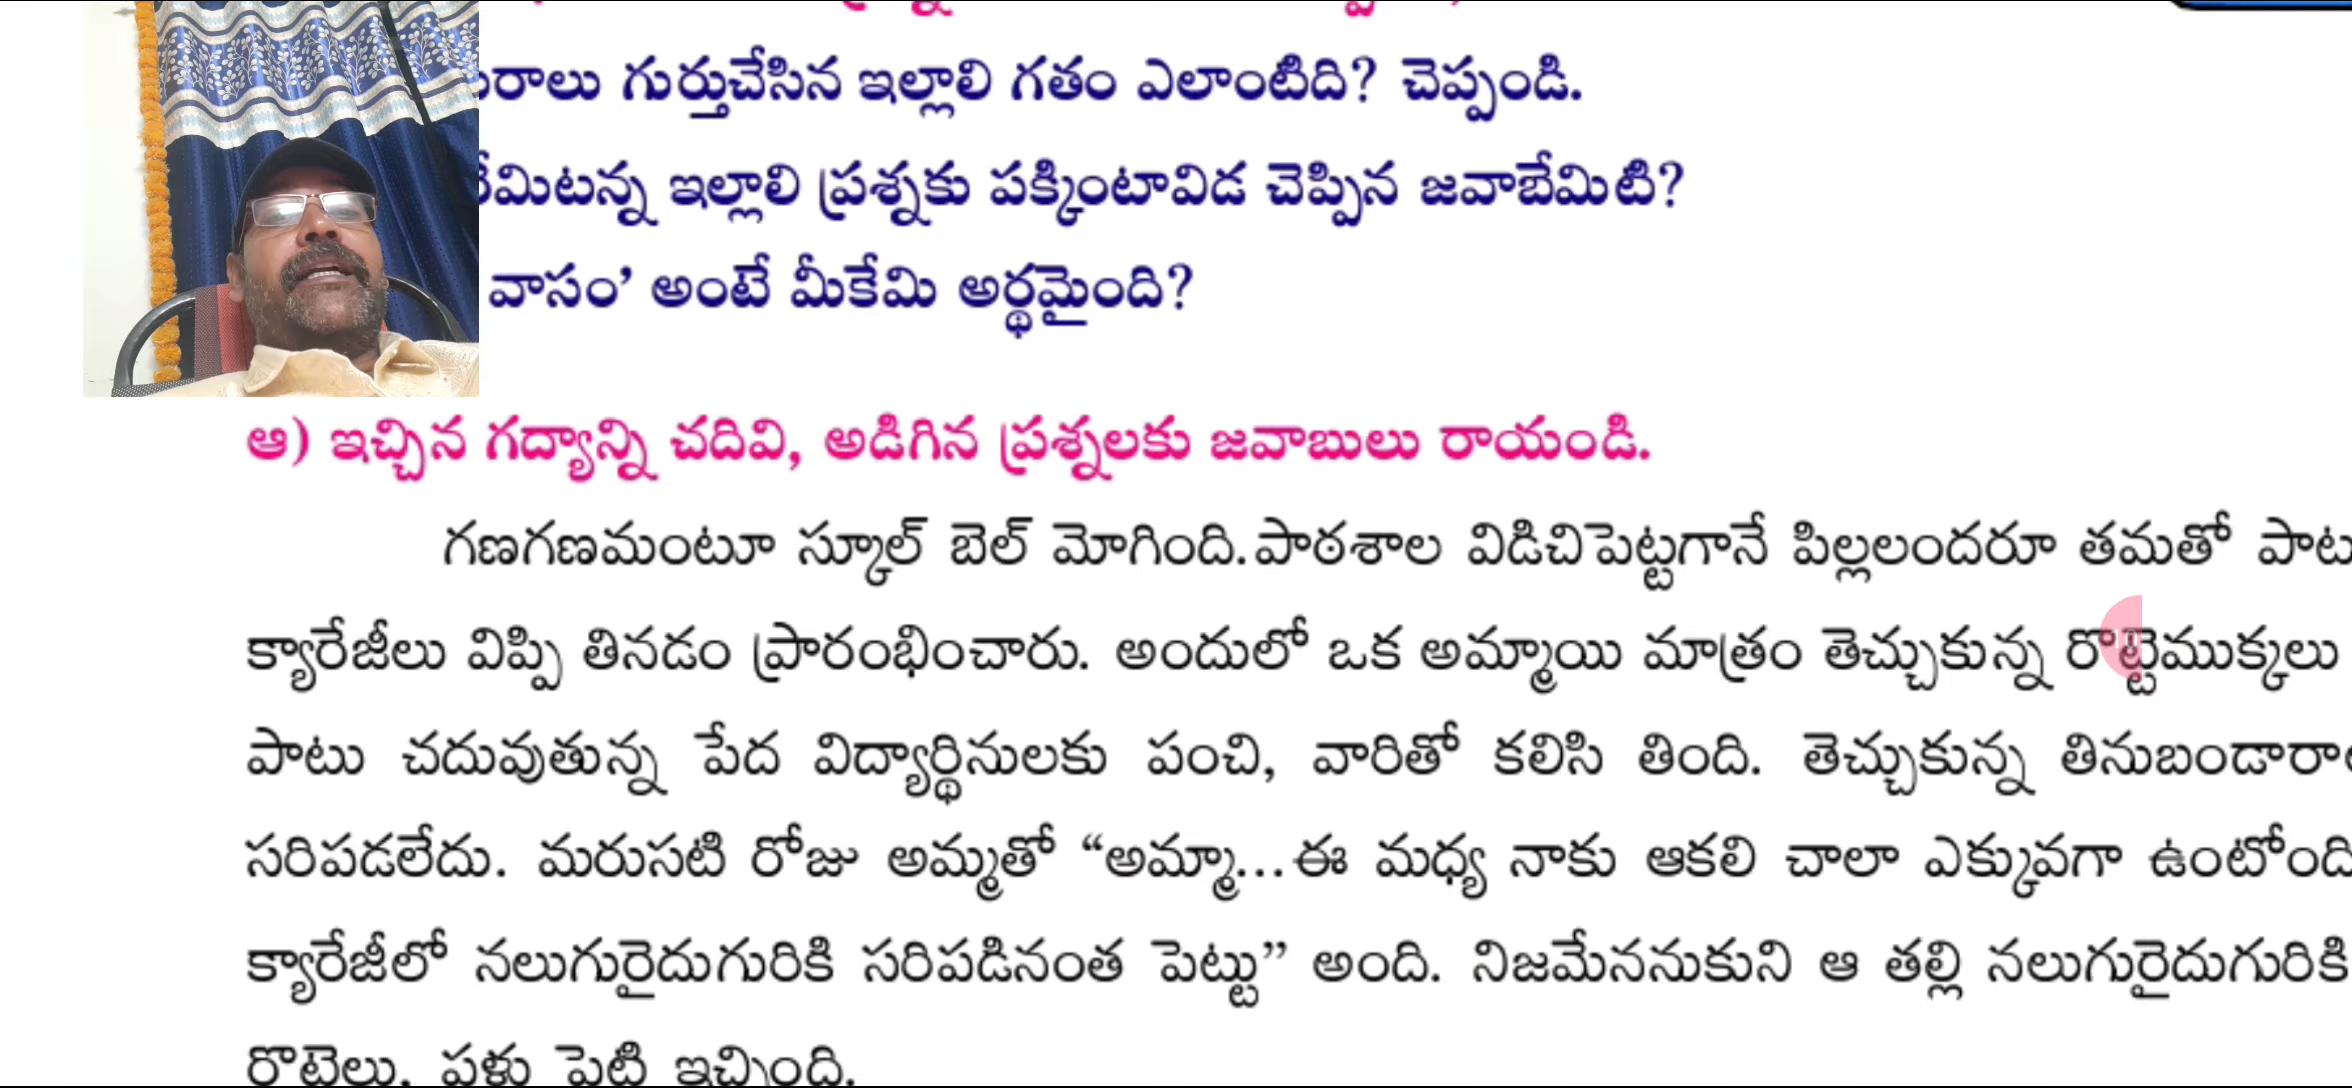 గుర్తుచేసిన ఇల్లాలి గతం ఎలాంటిది? చెప్పండి.
ఇల్లాలి ప్రశ్నకు పక్కింటావిడ చెప్పిన జవాబేమిటి?
వాసం’ అంటే మీకేమి అర్థమైంది?
ఆ) ఇచ్చిన గద్యాన్ని చదివి, అడిగిన ప్రశ్నలకు జవాబులు రాయండి.
గణగణమంటూ స్కూల్ బెల్ మోగింది. పాఠశాల విడిచిపెట్టగానే పిల్లలందరూ తమతో
క్యారేజీలు విప్పి తినడం ప్రారంభించారు. అందులో ఒక అమ్మాయి మాత్రం తెచ్చుకున్న రొట్టెముక్కలు
పాటు చదువుతున్న పేద విద్యార్థినులకు పంచి, వారితో కలిసి తింది. తెచ్చుకున్న
సరిపడలేదు. మరుసటి రోజు అమ్మతో “అమ్మా...ఈ మధ్య నాకు ఆకలి చాలా ఎక్కువగా ఉంటోంది
క్యారేజీలో నలుగురైదుగురికి సరిపడినంత పెట్టు” అంది. నిజమేననుకుని ఆ తల్లి నలుగురైదుగురికి
రొట్టెలు, పళ్లు పెట్టి ఇచ్చింది.